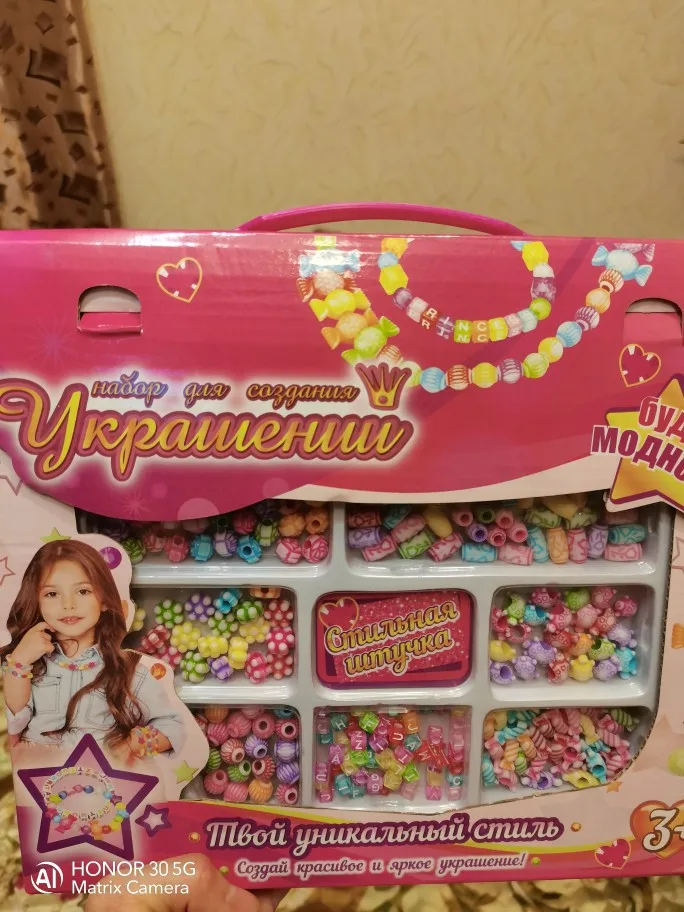 набор для создания
Украшений
буд
модно
Стильная
штучка
Твой уникальный стиль
Создай красивое и яркое украшение!
3+
HONOR 30 5G
AI
Matrix Camera